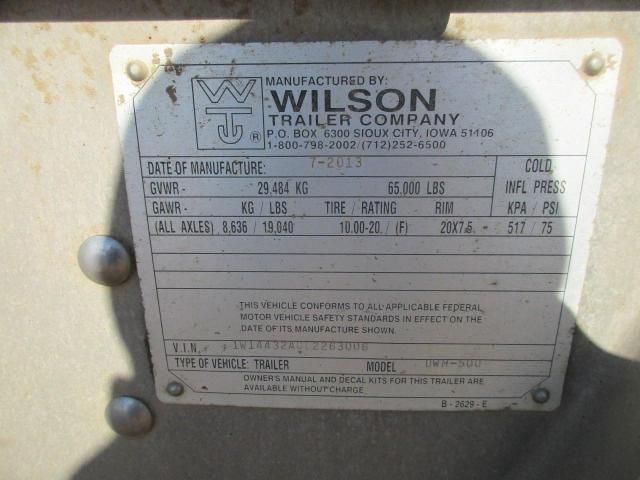 MANUFACTURED BY:
WILSON
TRAILER COMPANY
P.O. BOX 6300 SIOUX CITY, IOWA 51106
1-800-798-2002 / (712)252-6500
DATE OF MANUFACTURE: 7-2013 COLD
GVWR - 29,484 KG 65,000 LBS INFL PRESS
GAWR- KG / LBS TIRE / RATING RIM KPA / PSI
(ALL AXLES) 8,636 / 19,040 10.00-20 / (F) 20X7.5 - 517 / 75
THIS VEHICLE CONFORMS TO ALL APPLICABLE FEDERAL
MOTOR VEHICLE SAFETY STANDARDS IN EFFECT ON THE
DATE OF ITS MANUFACTURE SHOWN.
V.I.N.
TYPE OF VEHICLE: TRAILER MODEL DWH-500
OWNER'S MANUAL AND DECAL KITS FOR THIS TRAILER ARE
AVAILABLE WITHOUT CHARGE.
B - 2629 - E